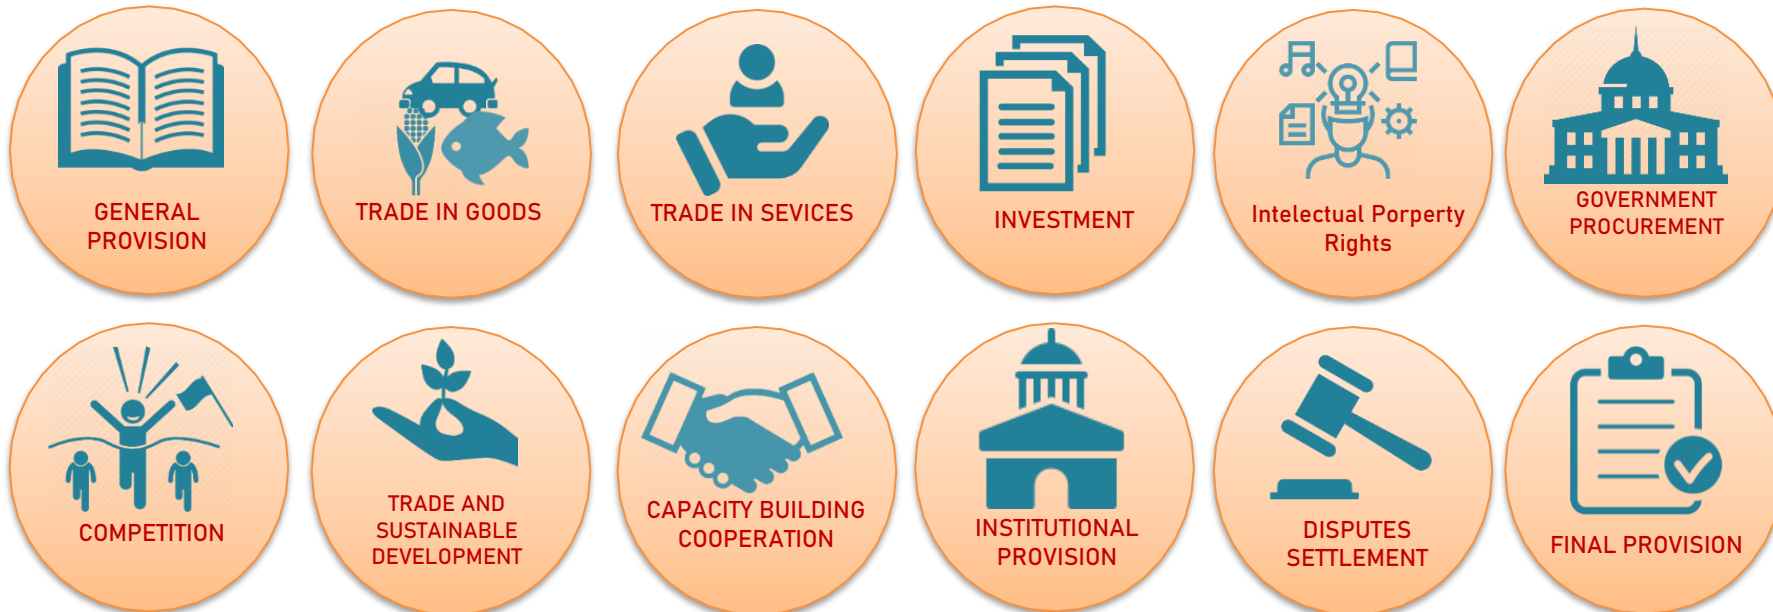 GENERAL
PROVISION
TRADE IN GOODS
TRADE IN SEVICES
INVESTMENT
Intelectual Porperty
Rights
GOVERNMENT
PROCUREMENT
COMPETITION
TRADE AND
SUSTAINABLE
DEVELOPMENT
CAPACITY BUILDING
COOPERATION
INSTITUTIONAL
PROVISION
DISPUTES
SETTLEMENT
FINAL PROVISION